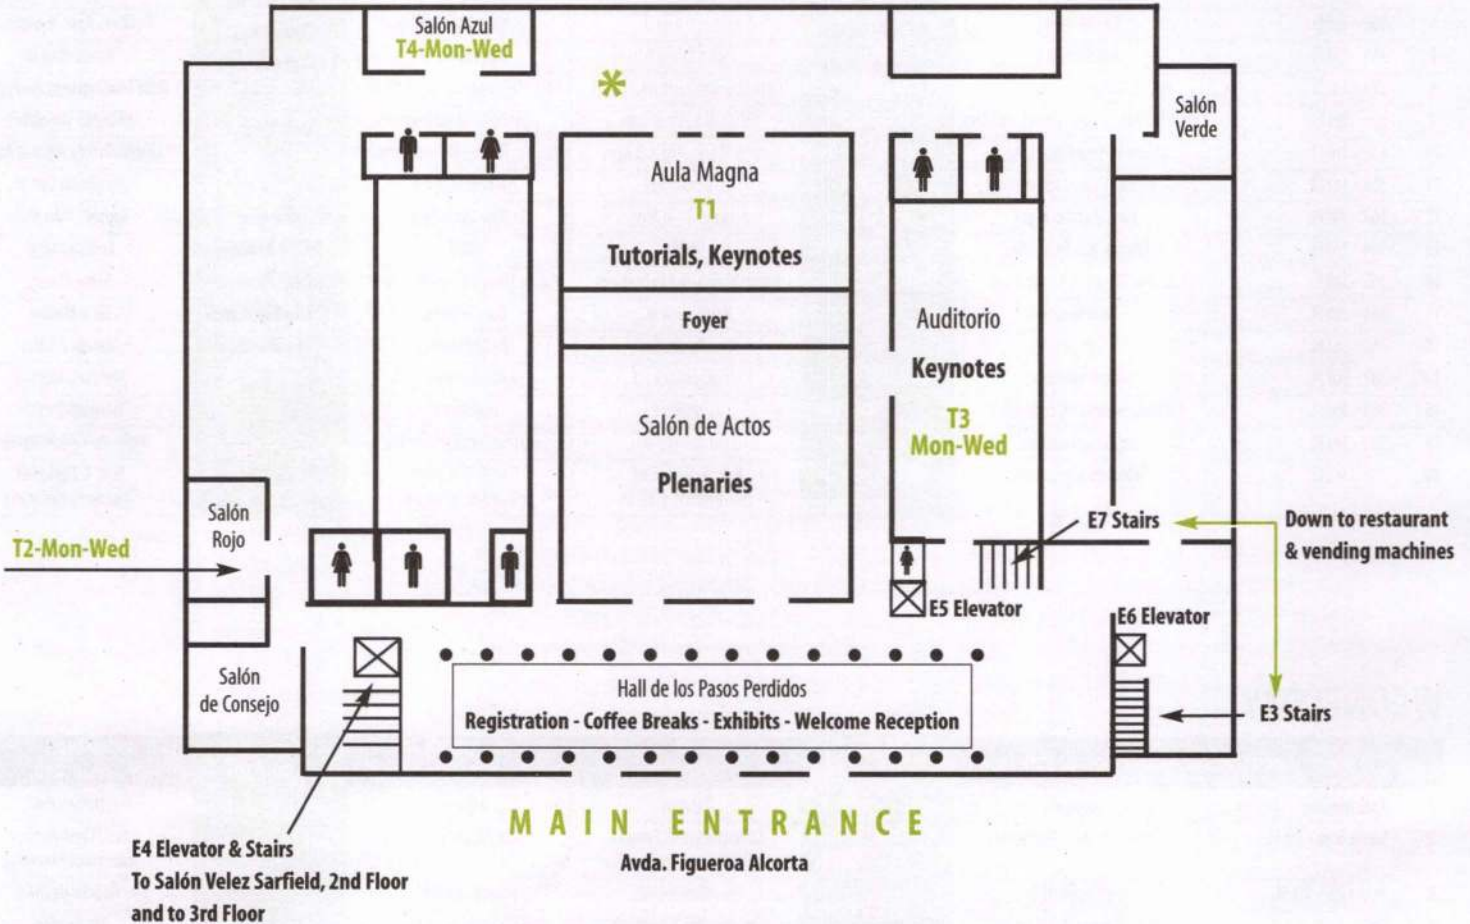 Salón Azul
T4-Mon-Wed
*
Salón
Verde
Aula Magna
T1
Tutorials, Keynotes
Foyer
Auditorio
Keynotes
T3
Mon-Wed
Salón de Actos
Plenaries
Salón
Rojo
T2-Mon-Wed
E7 Stairs
Down to restaurant
& vending machines
E5 Elevator
E6 Elevator
Salón
de Consejo
Hall de los Pasos Perdidos
Registration - Coffee Breaks - Exhibits - Welcome Reception
E3 Stairs
MAIN ENTRANCE
Avda. Figueroa Alcorta
E4 Elevator & Stairs
To Salón Velez Sarfield, 2nd Floor
and to 3rd Floor